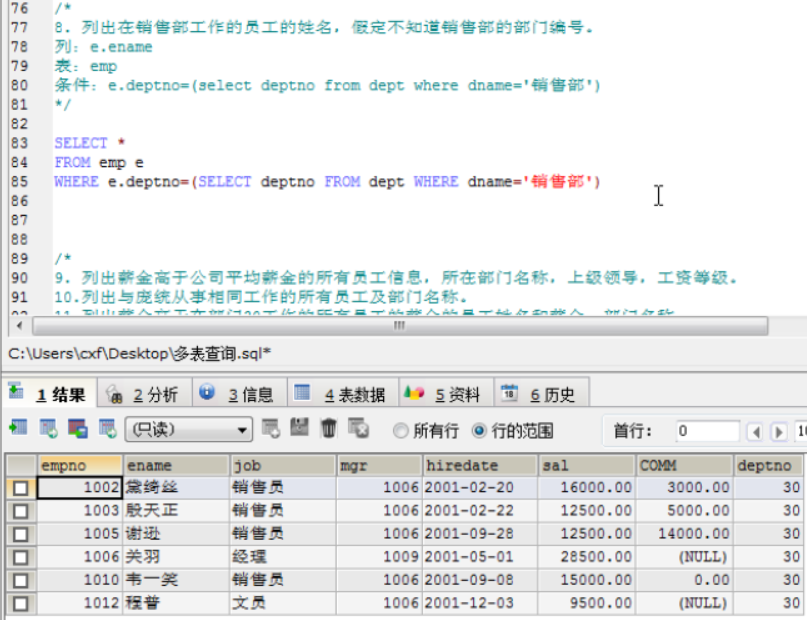 76 /*
77 8. 列出在销售部工作的员工的姓名，假定不知道销售部的部门编号。
78 列：e.ename
79 表：emp
80 条件：e.deptno=(select deptno from dept where dname='销售部')
81 */
82
83 SELECT *
84 FROM emp e
85 WHERE e.deptno=(SELECT deptno FROM dept WHERE dname='销售部')
86
87
88
89 /*
90 9. 列出薪金高于公司平均薪金的所有员工信息，所在部门名称，上级领导，工资等级。
91 10.列出与庞统从事相同工作的所有员工及部门名称。
C:\Users\cxf\Desktop\多表查询.sql*
1 结果 2 分析 3 信息 4 表数据 5 资料 6 历史
(只读) 所有行 行的范围 首行： 0
empno ename job mgr hiredate sal COMM deptno
1002 黛绮丝 销售员 1006 2001-02-20 16000.00 3000.00 30
1003 殷天正 销售员 1006 2001-02-22 12500.00 5000.00 30
1005 谢逊 销售员 1006 2001-09-28 12500.00 14000.00 30
1006 关羽 经理 1009 2001-05-01 28500.00 (NULL) 30
1010 韦一笑 销售员 1006 2001-09-08 15000.00 0.00 30
1012 程普 文员 1006 2001-12-03 9500.00 (NULL) 30